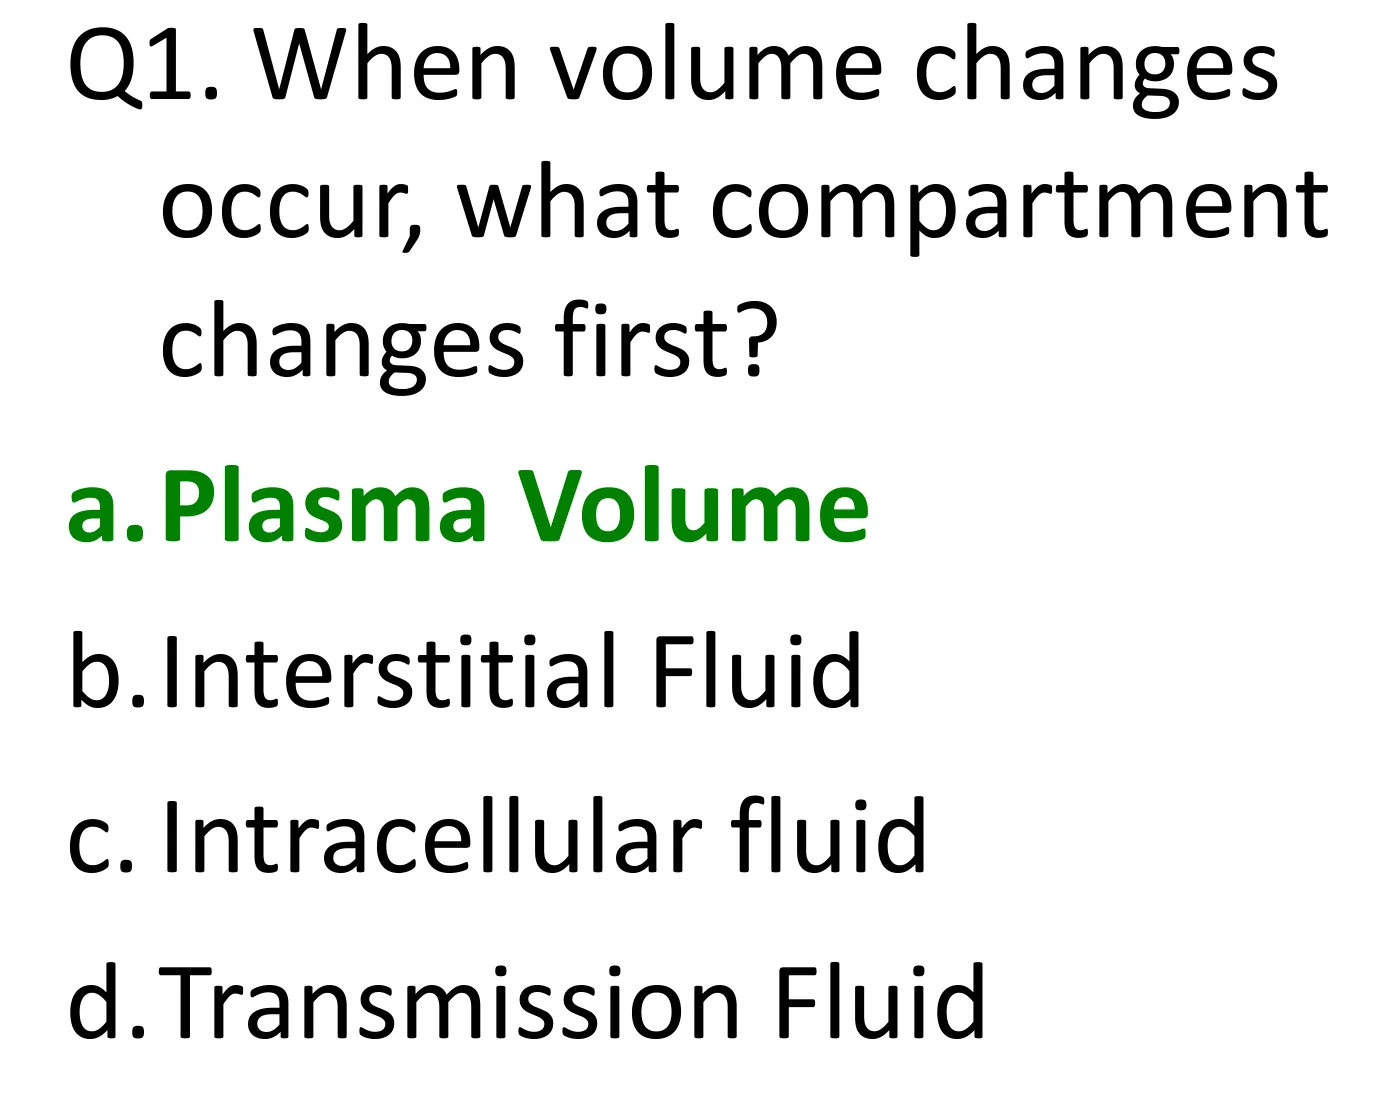 Q1. When volume changes
occur, what compartment
changes first?
a. Plasma Volume
b. Interstitial Fluid
c. Intracellular fluid
d. Transmission Fluid